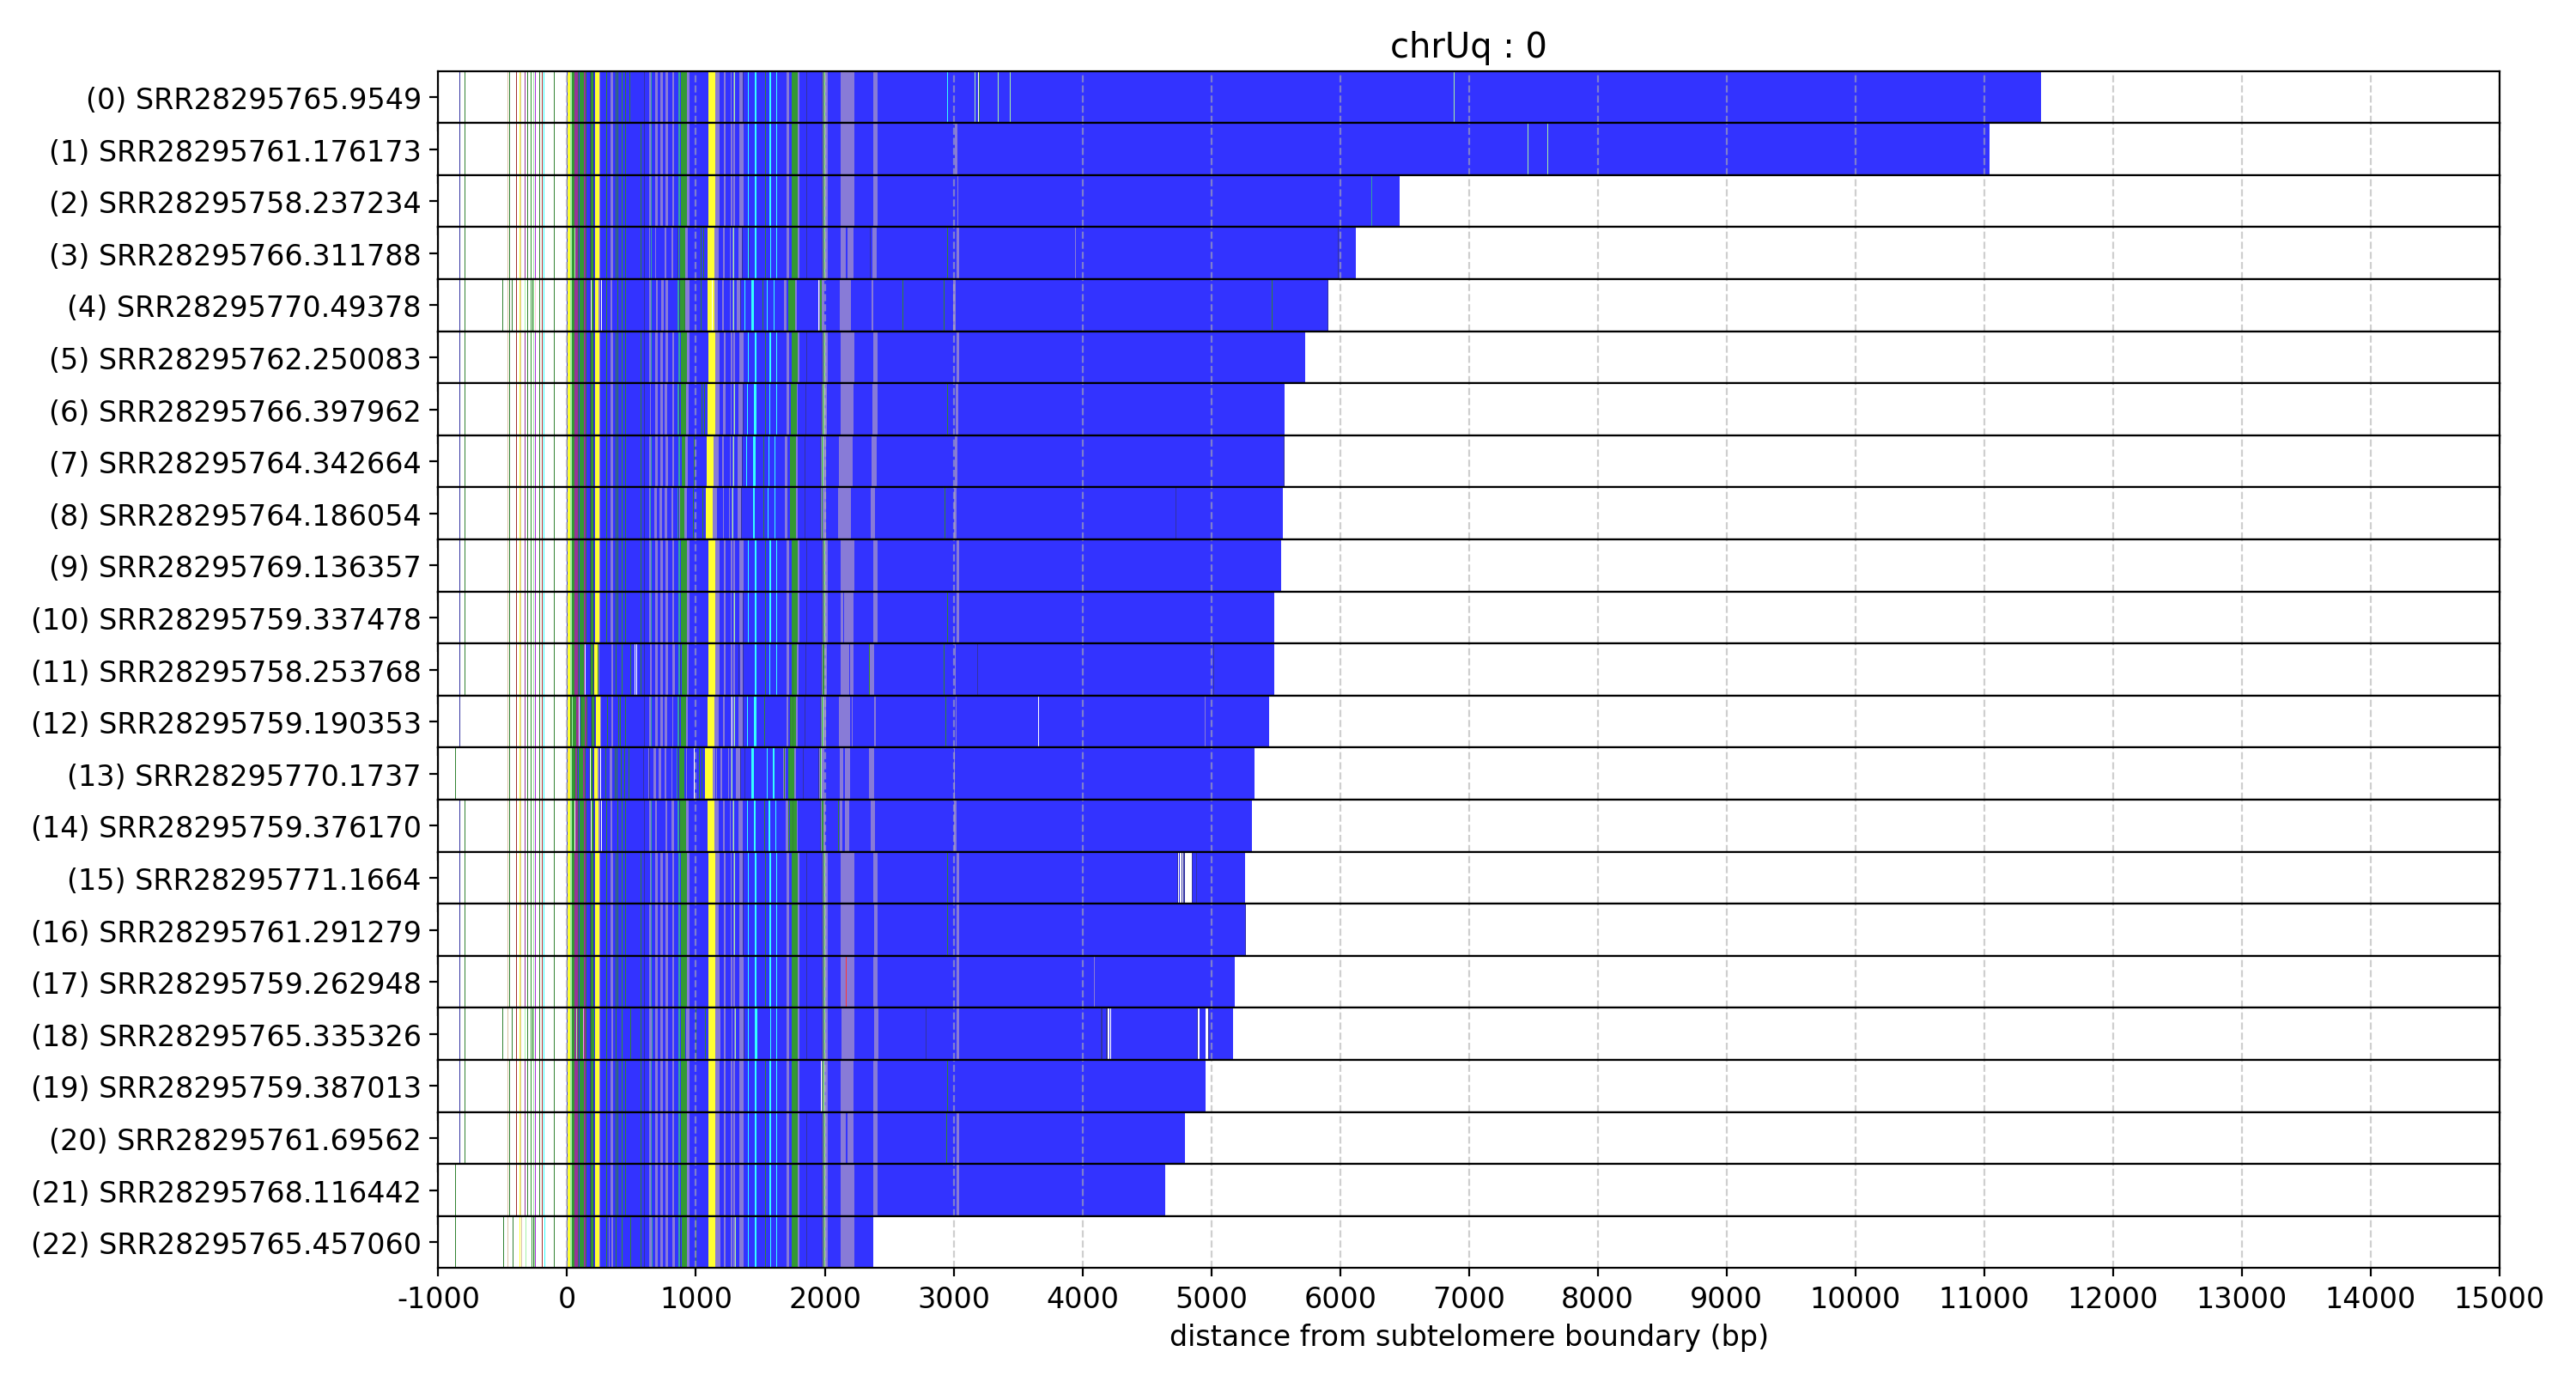 chrUq : 0
(0) SRR28295765.9549
(1) SRR28295761.176173
(2) SRR28295758.237234
(3) SRR28295766.311788
(4) SRR28295770.49378
(5) SRR28295762.250083
(6) SRR28295766.397962
(7) SRR28295764.342664
(8) SRR28295764.186054
(9) SRR28295769.136357
(10) SRR28295759.337478
(11) SRR28295758.253768
(12) SRR28295759.190353
(13) SRR28295770.1737
(14) SRR28295759.376170
(15) SRR28295771.1664
(16) SRR28295761.291279
(17) SRR28295759.262948
(18) SRR28295765.335326
(19) SRR28295759.387013
(20) SRR28295761.69562
(21) SRR28295768.116442
(22) SRR28295765.457060
-1000 0 1000 2000 3000 4000 5000 6000 7000 8000 9000 10000 11000 12000 13000 14000 15000
distance from subtelomere boundary (bp)